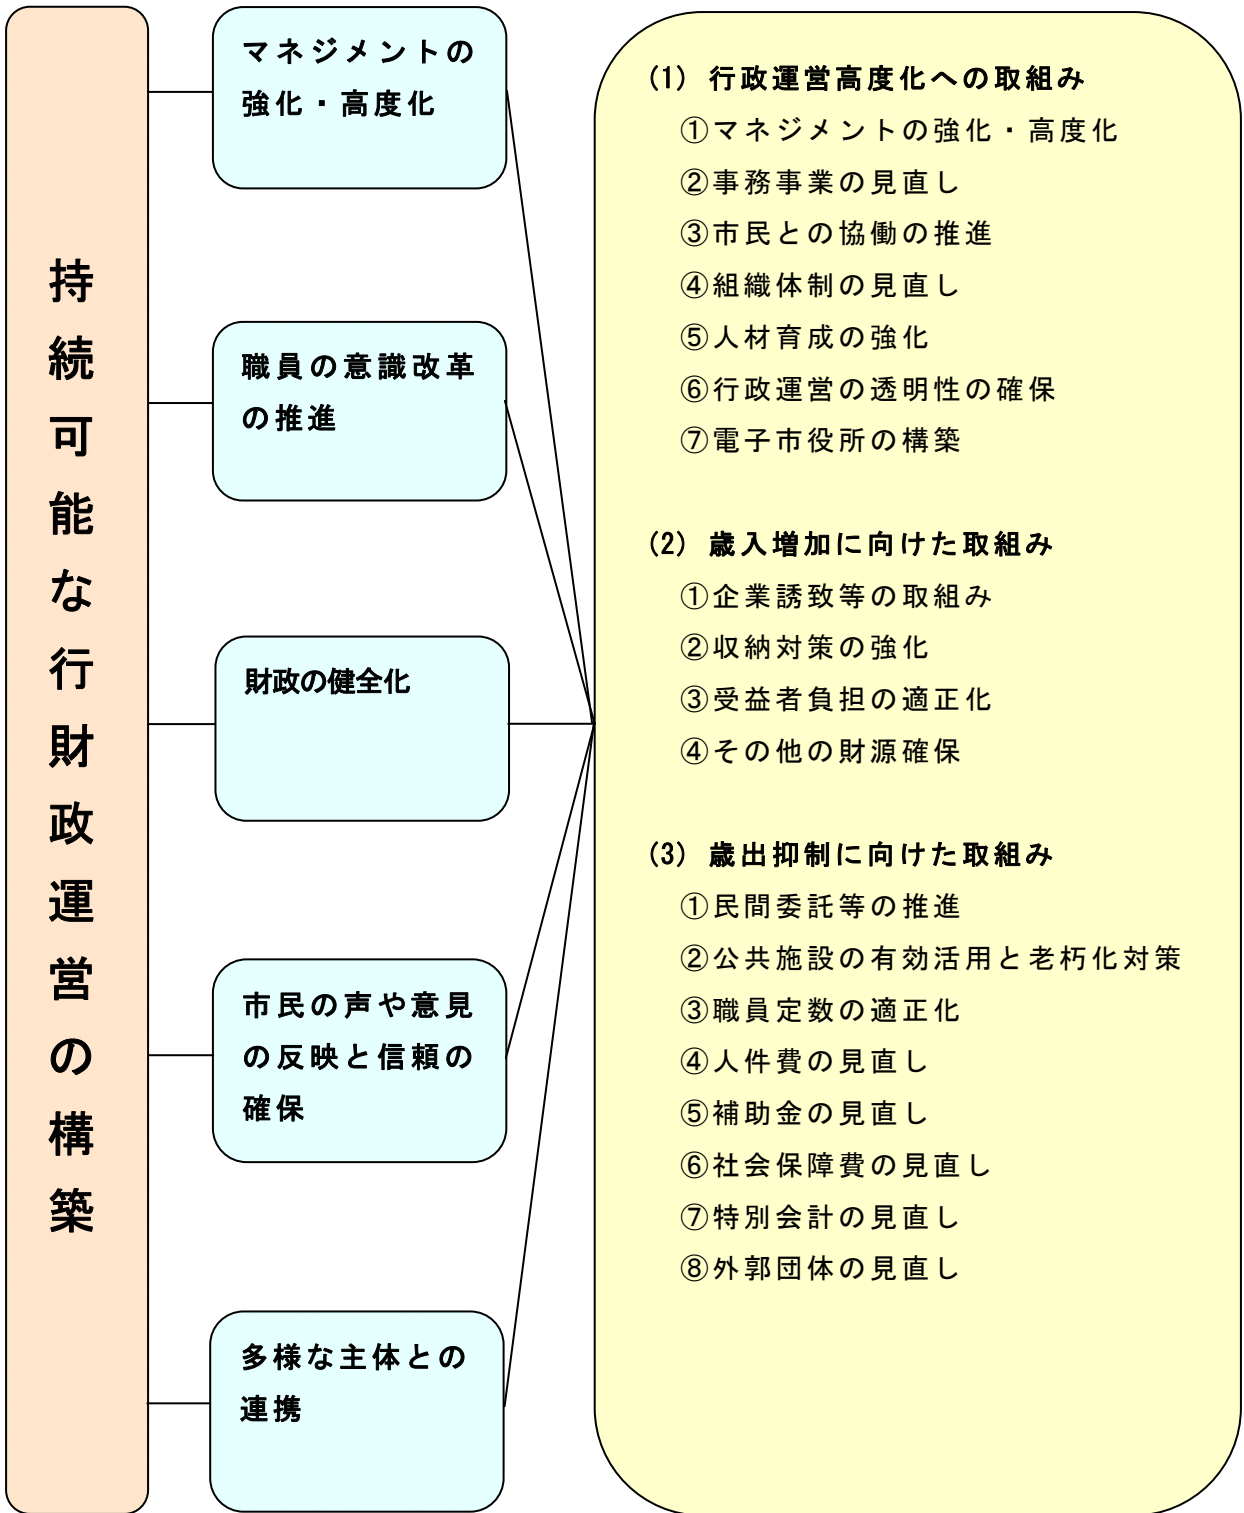 持続可能な行財政運営の構築
マネジメントの
強化・高度化
職員の意識改革
の推進
財政の健全化
市民の声や意見
の反映と信頼の
確保
多様な主体との
連携
(1) 行政運営高度化への取組み
①マネジメントの強化・高度化
②事務事業の見直し
③市民との協働の推進
④組織体制の見直し
⑤人材育成の強化
⑥行政運営の透明性の確保
⑦電子市役所の構築
(2) 歳入増加に向けた取組み
①企業誘致等の取組み
②収納対策の強化
③受益者負担の適正化
④その他の財源確保
(3) 歳出抑制に向けた取組み
①民間委託等の推進
②公共施設の有効活用と老朽化対策
③職員定数の適正化
④人件費の見直し
⑤補助金の見直し
⑥社会保障費の見直し
⑦特別会計の見直し
⑧外郭団体の見直し